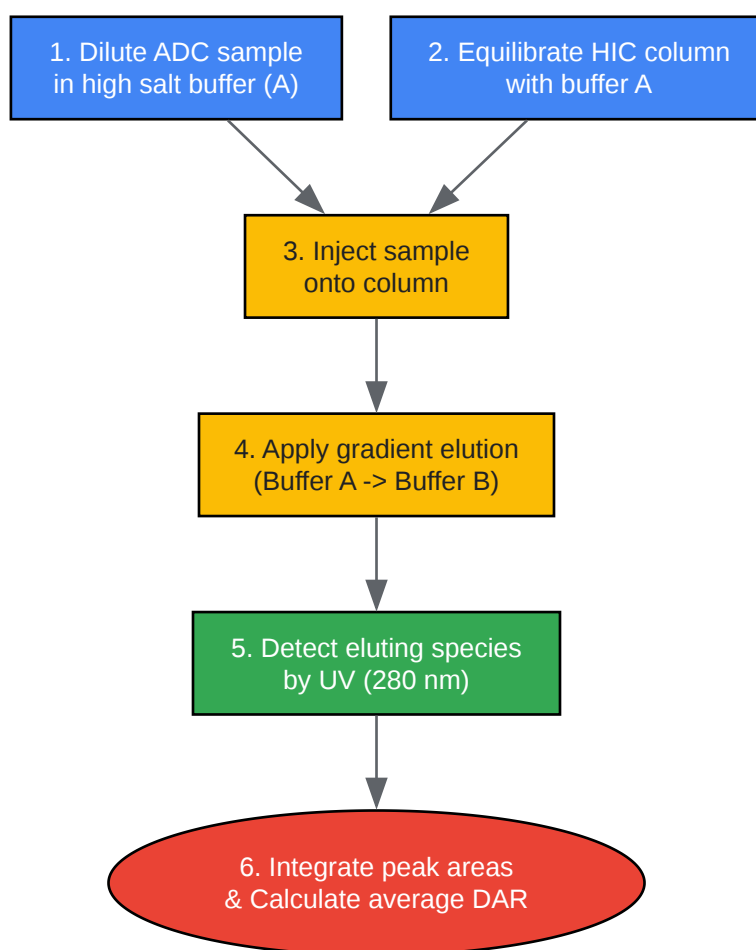 1. Dilute ADC sample
in high salt buffer (A)
2. Equilibrate HIC column
with buffer A
3. Inject sample
onto column
4. Apply gradient elution
(Buffer A -> Buffer B)
5. Detect eluting species
by UV (280 nm)
6. Integrate peak areas
& Calculate average DAR